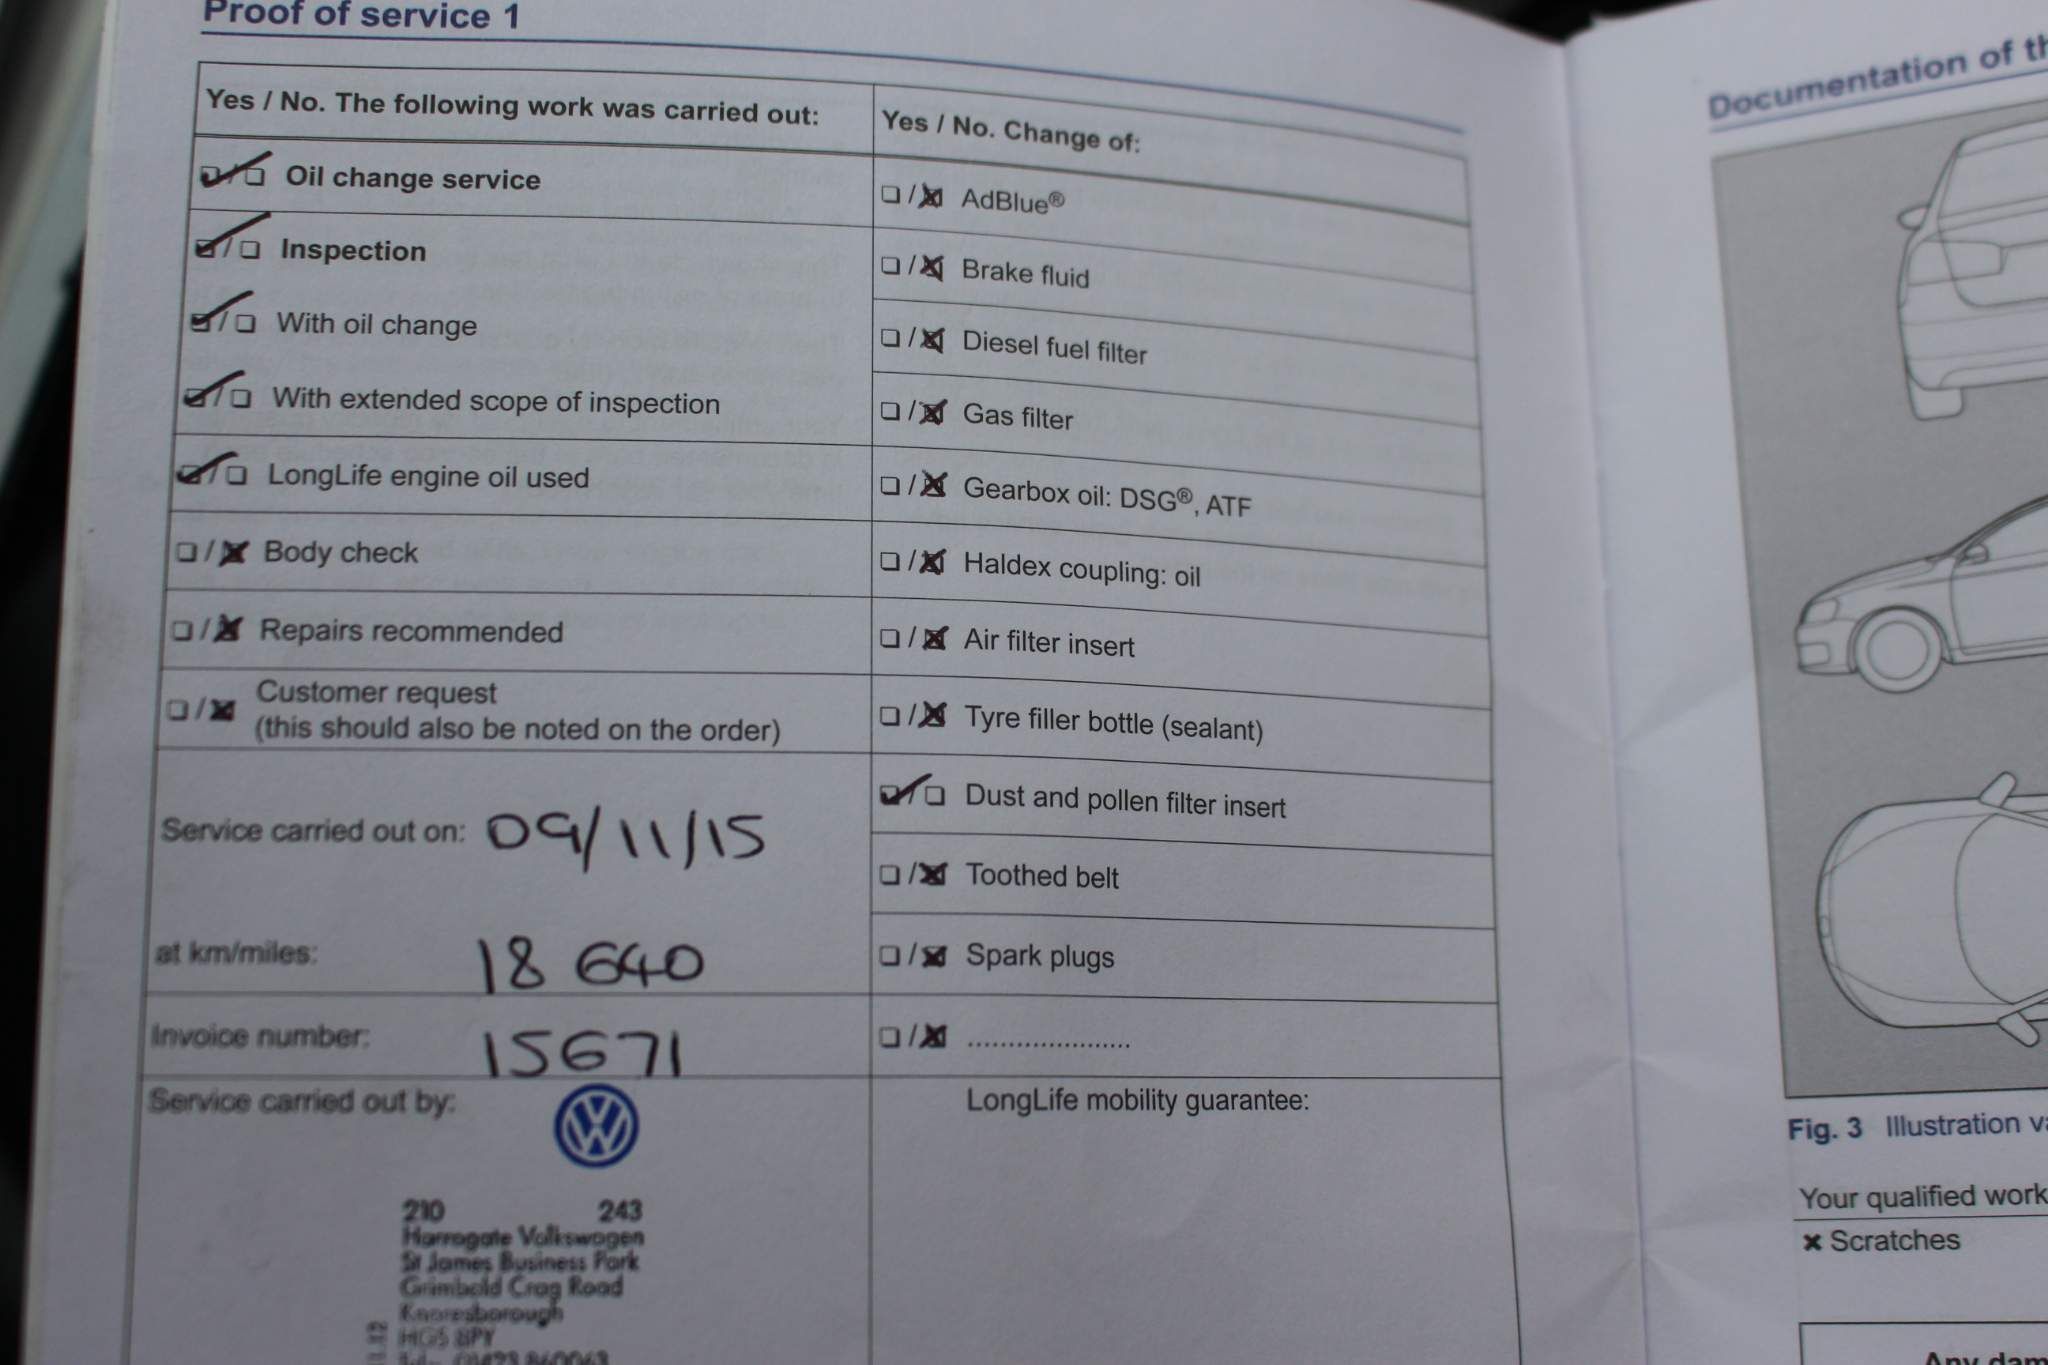 Proof of service 1
Yes / No. The following work was carried out:
Oil change service
Inspection
With oil change
With extended scope of inspection
LongLife engine oil used
Body check
Repairs recommended
Customer request
(this should also be noted on the order)
Service carried out on: 09/11/15
at km/miles: 18 640
Invoice number: 15671
Service carried out by:
210 243
Harrogate Volkswagen
St James Business Park
Grimbald Crag Road
Knaresborough
HG5 8PY
01423 860063
Yes / No. Change of:
AdBlue®
Brake fluid
Diesel fuel filter
Gas filter
Gearbox oil: DSG®, ATF
Haldex coupling: oil
Air filter insert
Tyre filler bottle (sealant)
Dust and pollen filter insert
Toothed belt
Spark plugs
.....................
LongLife mobility guarantee:
Documentation of
Fig. 3 Illustration
Your qualified
× Scratches
Any